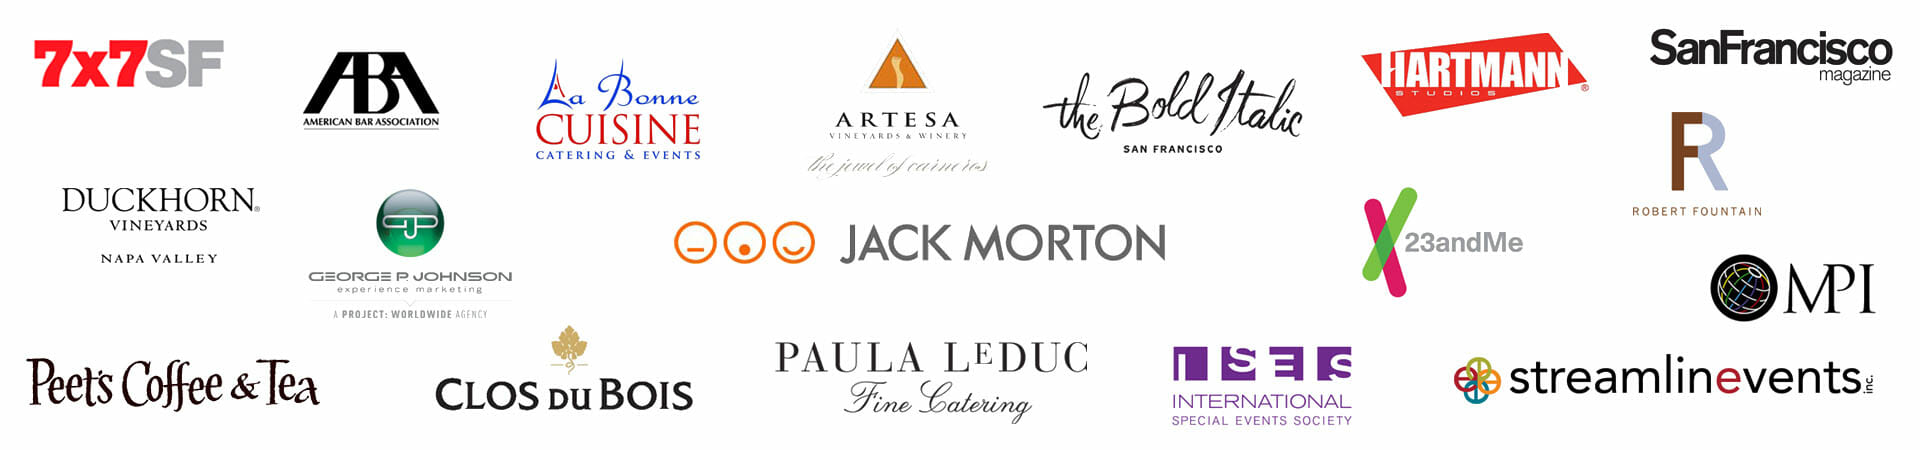 7x7SF
ABA
AMERICAN BAR ASSOCIATION
La Bonne
CUISINE
CATERING & EVENTS
ARTESA
VINEYARDS & WINERY
the jewel of carneros
the Bold Italic
SAN FRANCISCO
HARTMANN
STUDIOS ®
SanFrancisco
magazine
FR
ROBERT FOUNTAIN
DUCKHORN®
VINEYARDS
NAPA VALLEY
GEORGE P JOHNSON
experience marketing
A PROJECT: WORLDWIDE AGENCY
JACK MORTON
23andMe
MPI
Peet's Coffee & Tea
CLOS DU BOIS
PAULA LEDUC
Fine Catering
ISES
INTERNATIONAL
SPECIAL EVENTS SOCIETY
streamlinevents inc.